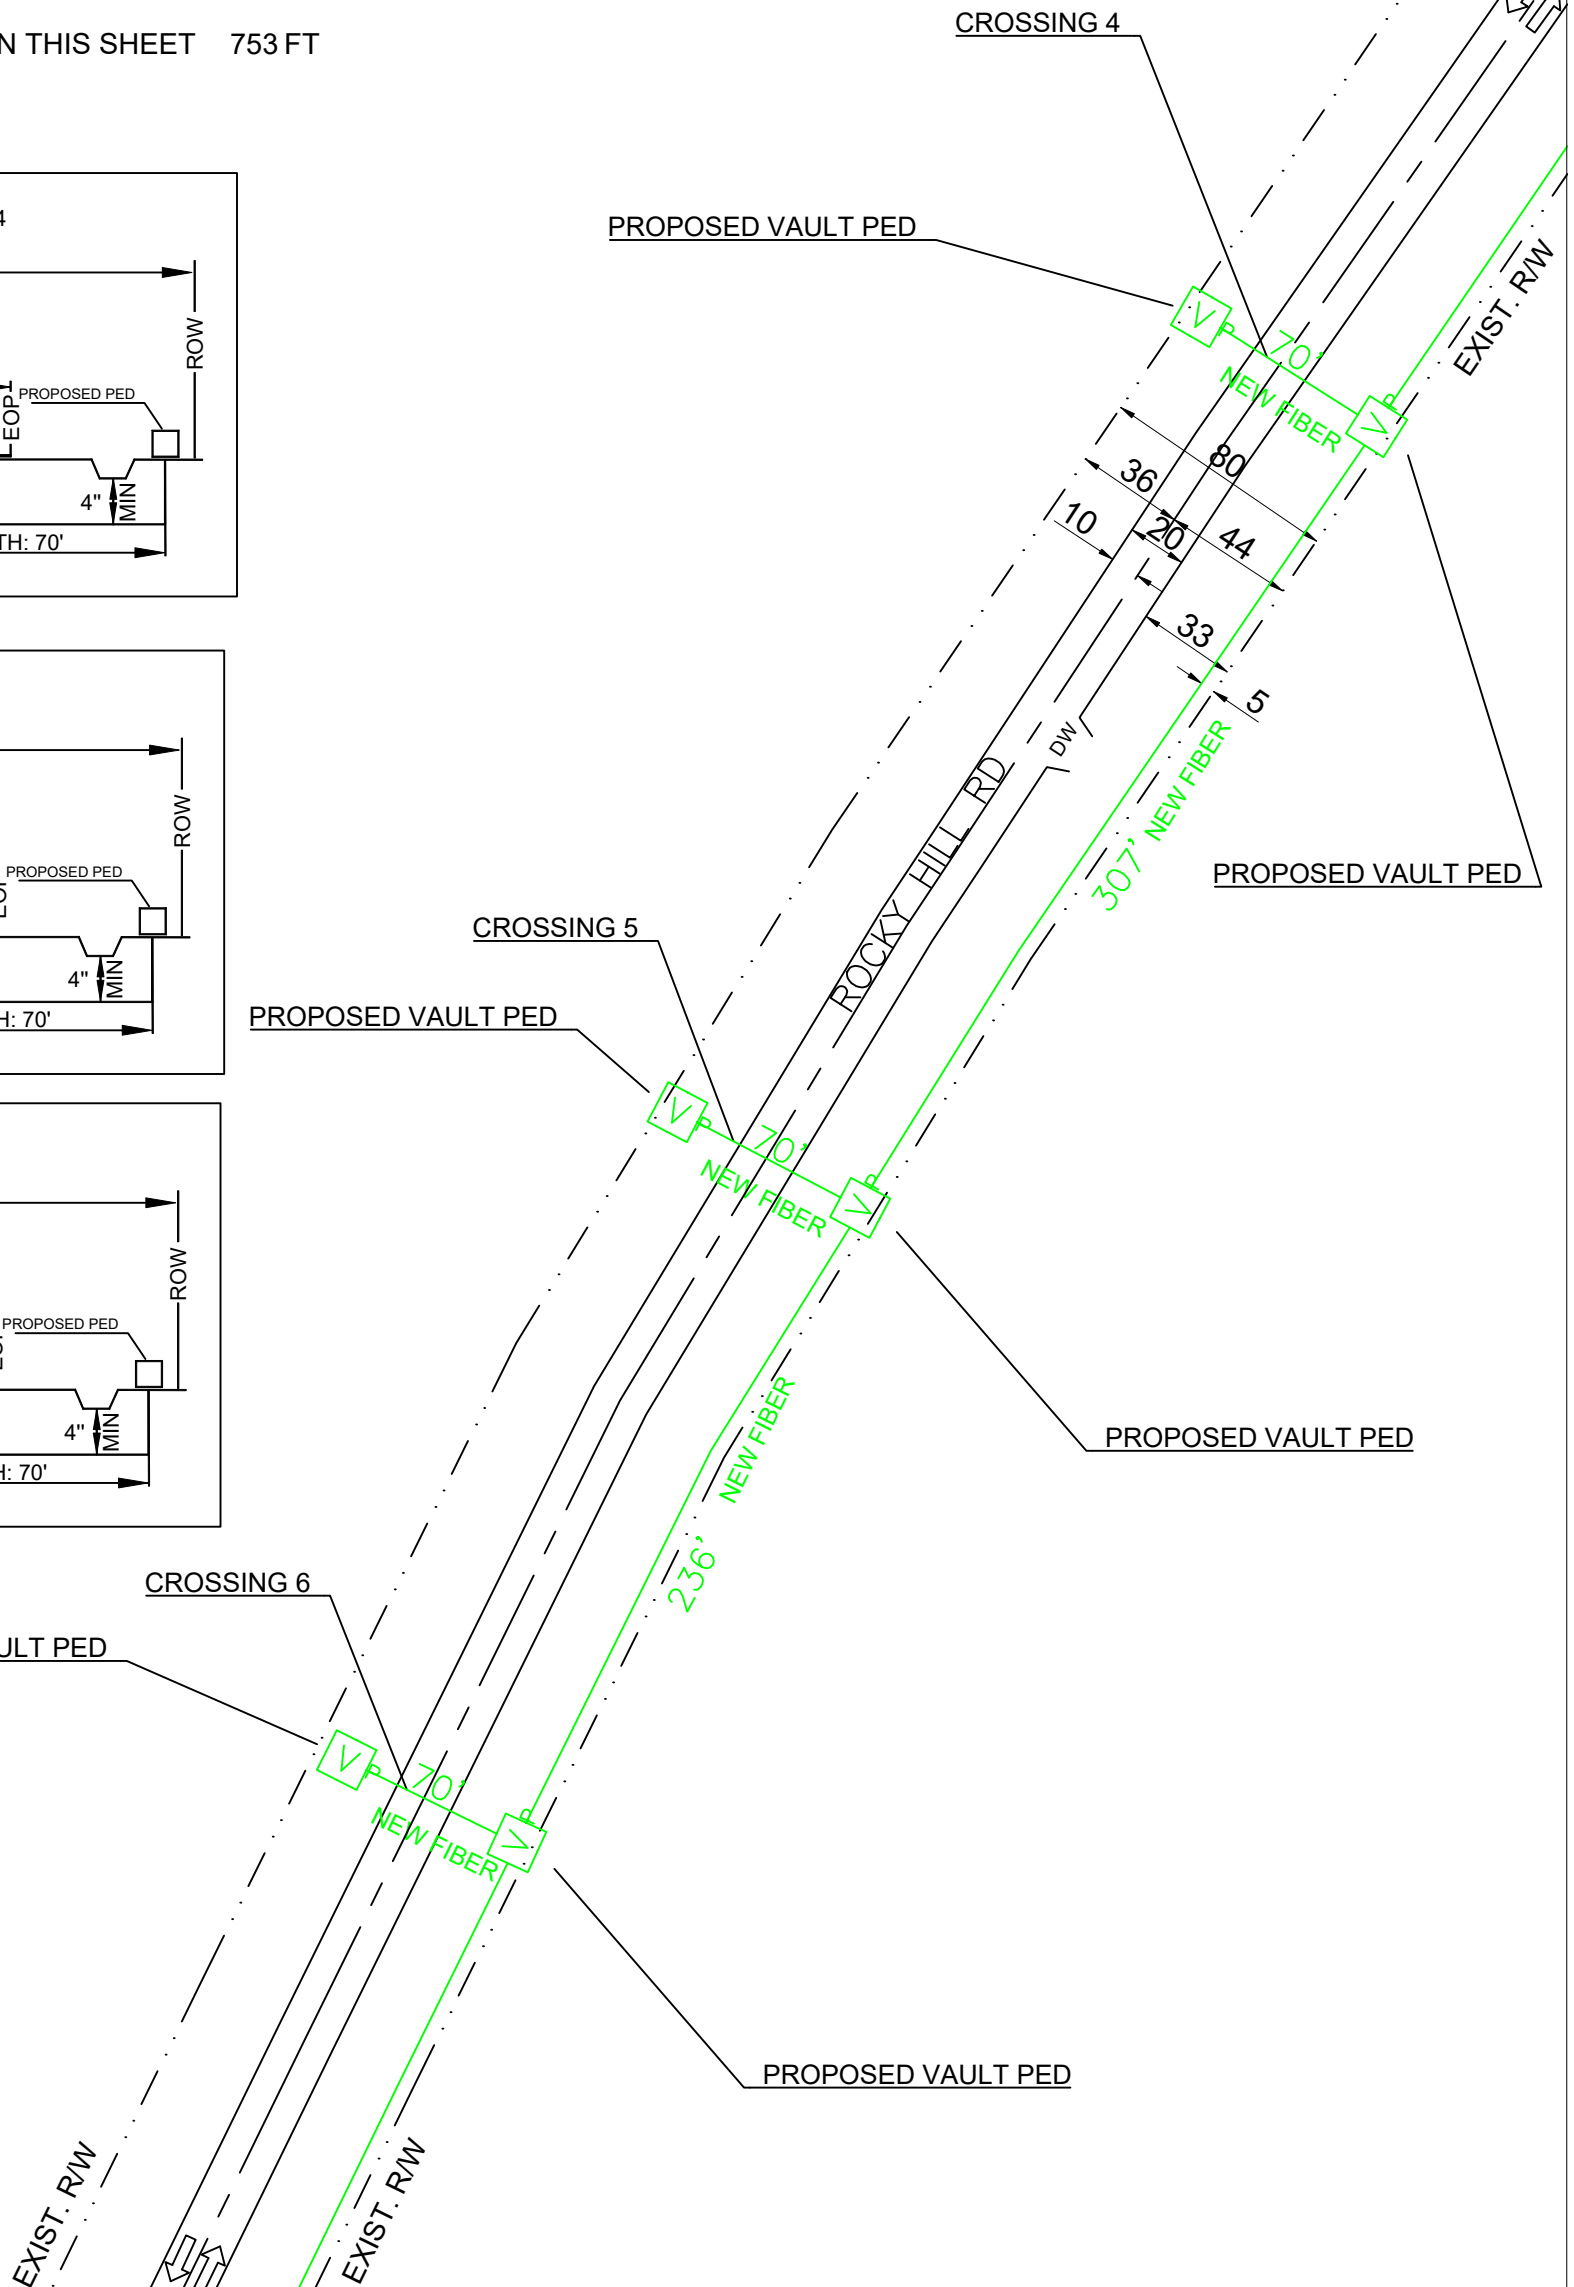 N THIS SHEET 753 FT
CROSSING 4
PROPOSED VAULT PED
4
ROW
EOP
PROPOSED PED
4"
MIN
TH: 70'
V
P
70'
NEW FIBER
V
P
EXIST. R/W
80
36
10
20
44
33
5
DW
307' NEW FIBER
PROPOSED VAULT PED
ROW
PROPOSED PED
4"
MIN
H: 70'
ROCKY HILL RD
CROSSING 5
PROPOSED VAULT PED
V
P
70'
NEW FIBER
V
P
ROW
PROPOSED PED
4"
MIN
H: 70'
236' NEW FIBER
PROPOSED VAULT PED
CROSSING 6
ULT PED
V
P
70'
NEW FIBER
V
P
PROPOSED VAULT PED
EXIST. R/W
EXIST. R/W